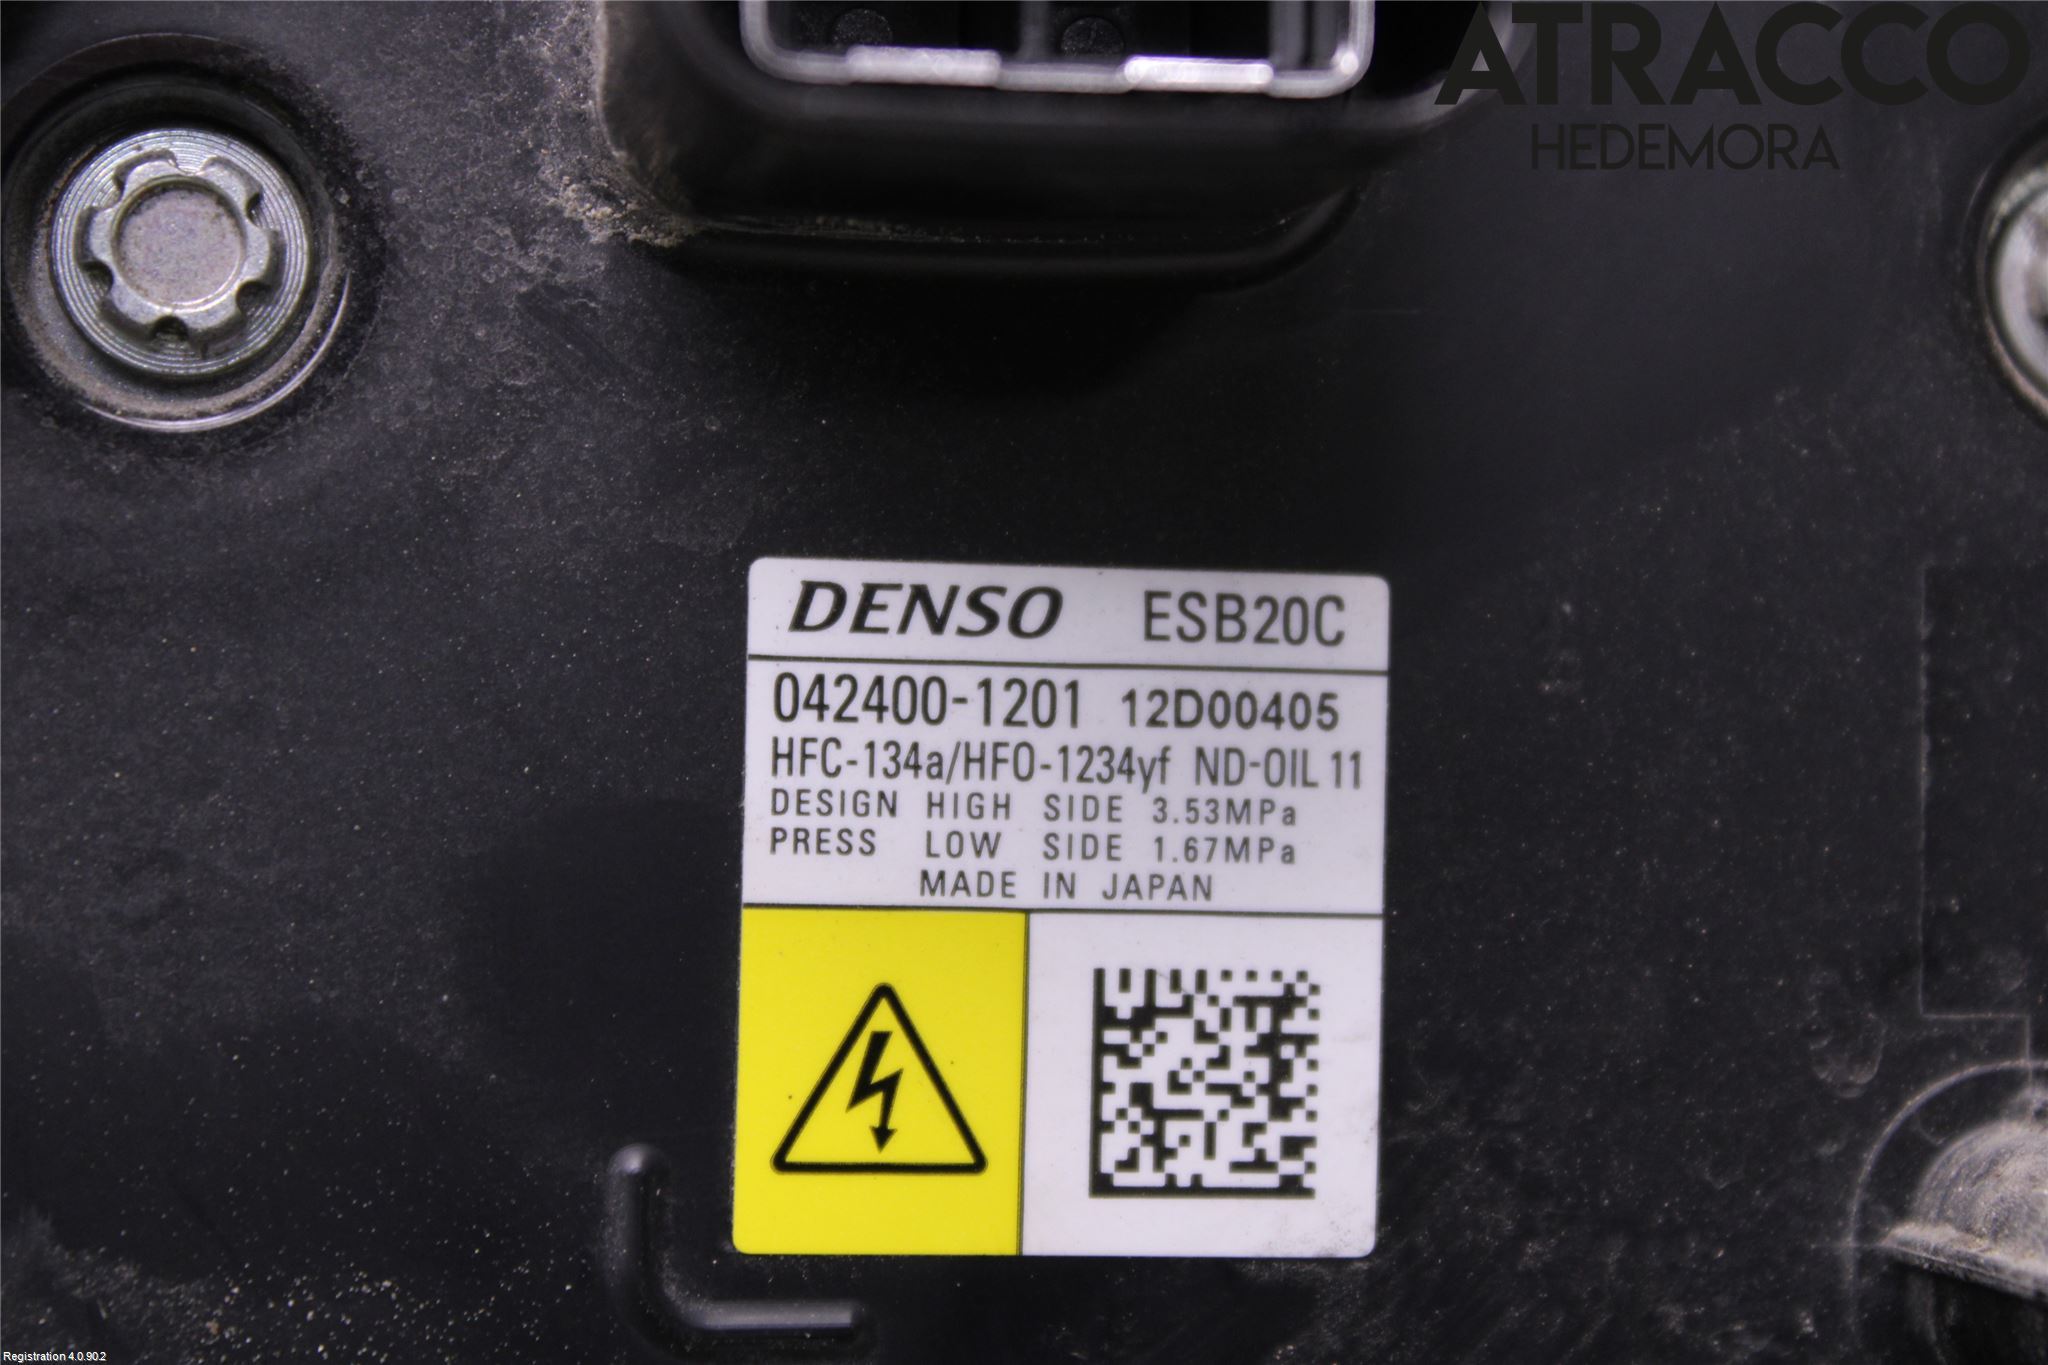 ATRACCO
HEDEMORA
DENSO ESB20C
042400-1201 12D00405
HFC-134a/HFO-1234yf ND-OIL 11
DESIGN HIGH SIDE 3.53MPa
PRESS LOW SIDE 1.67MPa
MADE IN JAPAN
Registration 4.0.90.2